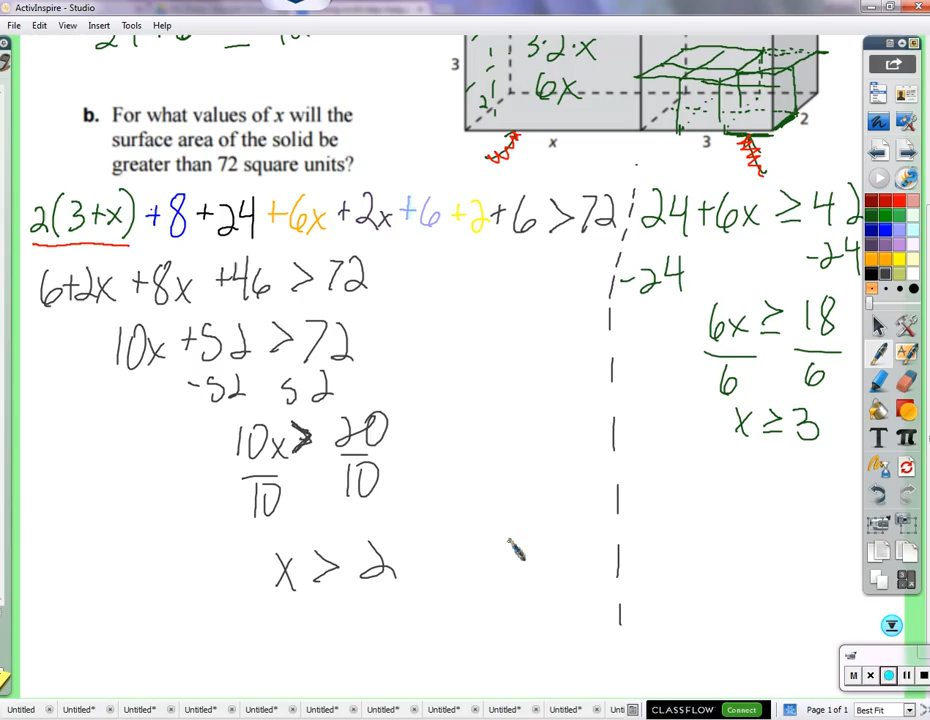 ActivInspire - Studio
File Edit View Insert Tools Help
3·2·x
6x
3
x
3
2
b. For what values of x will the
surface area of the solid be
greater than 72 square units?
2(3+x) +8 +24 +6x +2x +6 +2 +6 > 72
6+2x +8x +46 > 72
10x +52 > 72
-52 52
10x > 20
10 10
x > 2
24+6x ≥ 42
-24 -24
6x ≥ 18
6 6
x ≥ 3
Untitled Untitled* Untitled* Untitled* Untitled* Untitled* Untitled* Untitled* Untitled* Untitled* Unti CLASSFLOW Connect Page 1 of 1 Best Fit
M